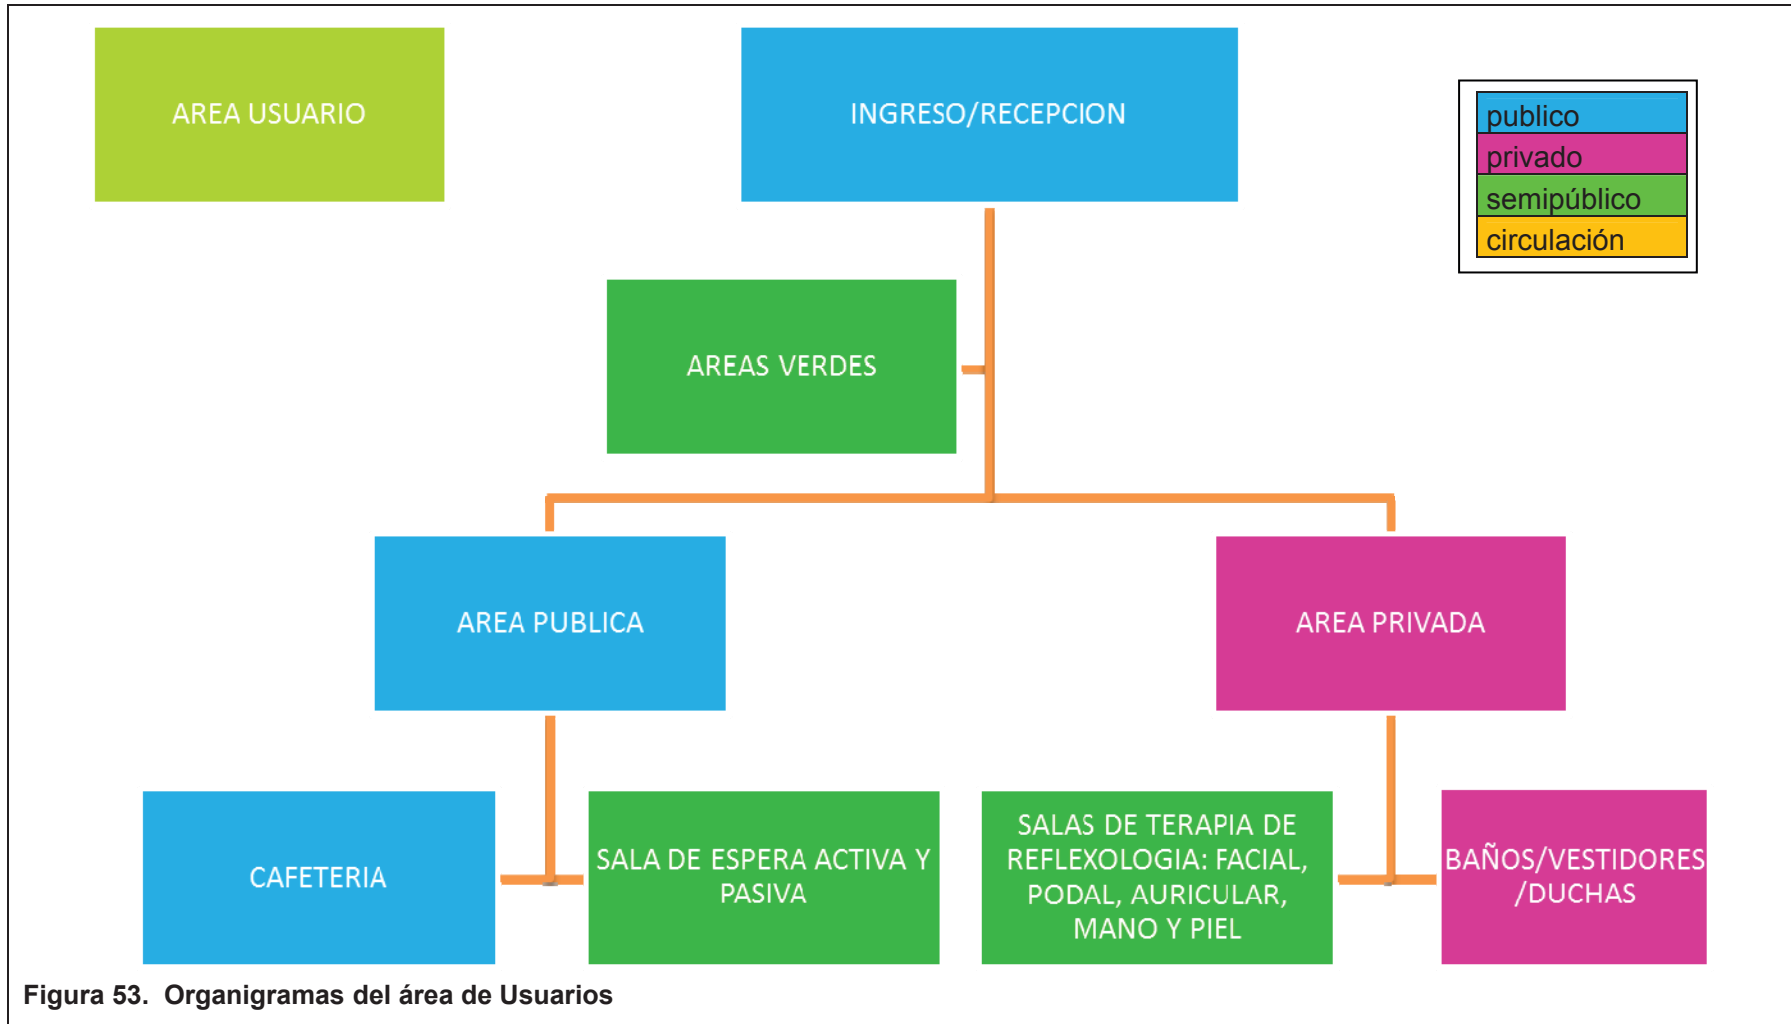 AREA USUARIO
INGRESO/RECEPCION
publico
privado
semipúblico
circulación
AREAS VERDES
AREA PUBLICA
AREA PRIVADA
CAFETERIA
SALA DE ESPERA ACTIVA Y
PASIVA
SALAS DE TERAPIA DE
REFLEXOLOGIA: FACIAL,
PODAL, AURICULAR,
MANO Y PIEL
BAÑOS/VESTIDORES
/DUCHAS
Figura 53. Organigramas del área de Usuarios